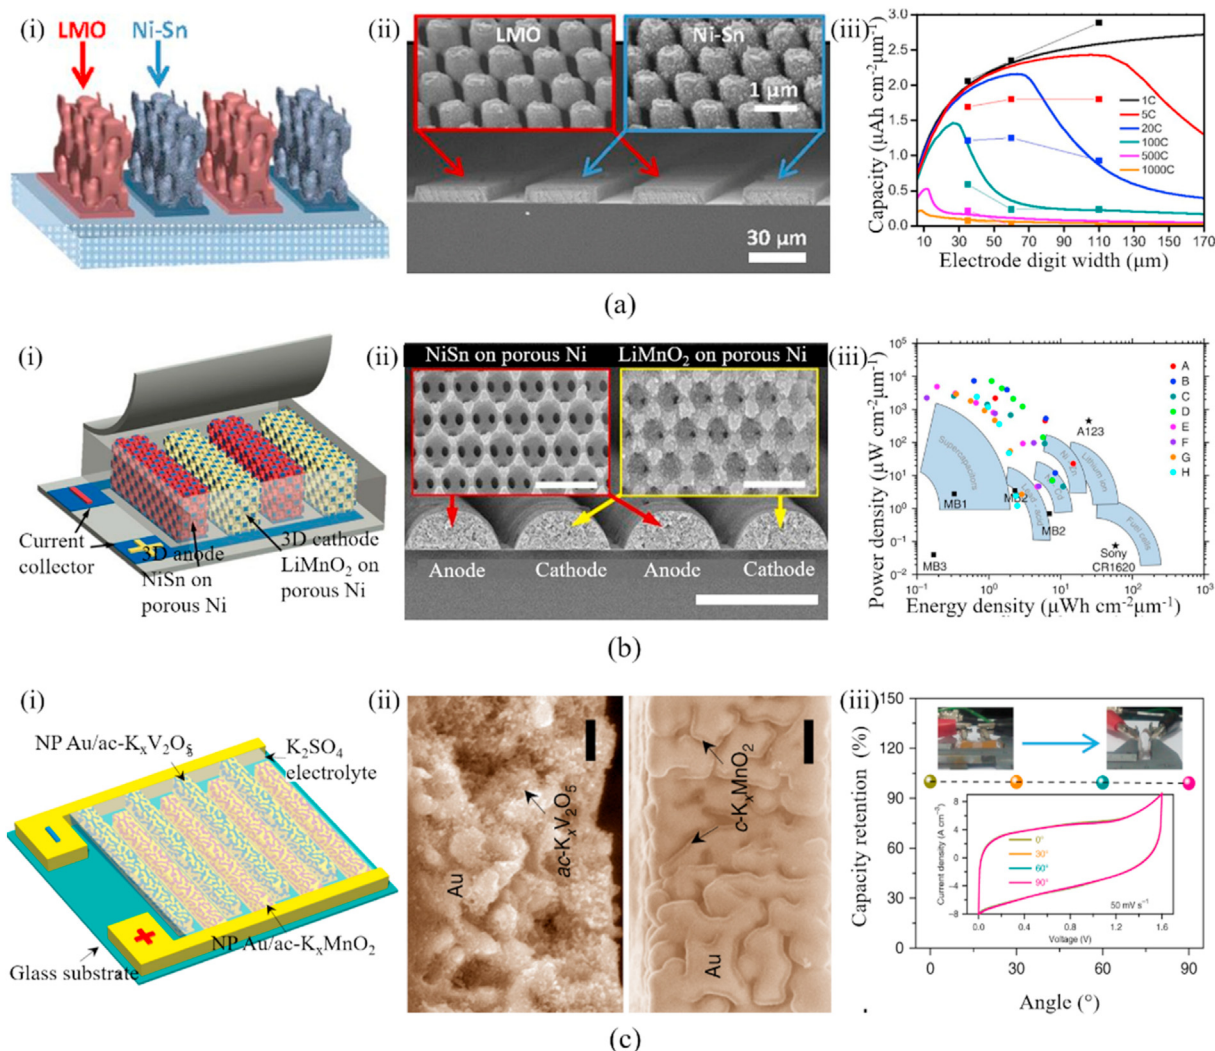 (i)
LMO
Ni-Sn
(ii)
LMO
Ni-Sn
1 µm
30 µm
(iii)
3.0
2.5
2.0
1.5
1.0
0.5
0.0
Capacity (µAh cm⁻²µm⁻¹)
1C
5C
20C
100C
500C
1000C
10 30 50 70 90 110 130 150 170
Electrode digit width (µm)
(a)
(i)
Current
collector
3D anode
NiSn on
porous Ni
3D cathode
LiMnO₂ on
porous Ni
(ii)
NiSn on porous Ni
LiMnO₂ on porous Ni
Anode
Cathode
Anode
Cathode
(iii)
Power density (µW cm⁻²µm⁻¹)
10⁵
10⁴
10³
10²
10¹
10⁰
10⁻¹
10⁻²
A
B
C
D
E
F
G
H
A123
Supercapacitors
Lithium ion
Fuel cells
MB1
MB2
MB2
MB3
Sony
CR1620
10⁻¹ 10⁰ 10¹ 10² 10³
Energy density (µWh cm⁻²µm⁻¹)
(b)
(i)
NP Au/ac-KₓV₂O₅
K₂SO₄
electrolyte
NP Au/ac-KₓMnO₂
Glass substrate
(ii)
Au
ac-KₓV₂O₅
c-KₓMnO₂
Au
(iii)
150
120
90
60
30
0
Capacity retention (%)
Current density (A cm⁻³)
8
4
0
−4
−8
0°
30°
60°
90°
50 mV s⁻¹
0.0 0.4 0.8 1.2 1.6
Voltage (V)
0 30 60 90
Angle (°)
(c)